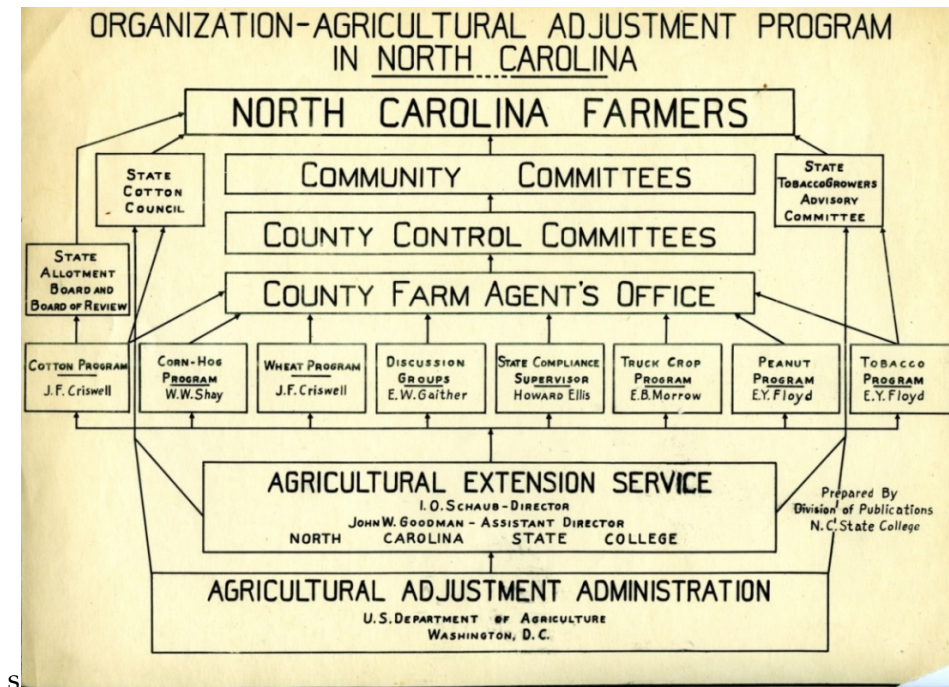 ORGANIZATION-AGRICULTURAL ADJUSTMENT PROGRAM
IN NORTH CAROLINA
NORTH CAROLINA FARMERS
STATE
COTTON
COUNCIL
COMMUNITY COMMITTEES
STATE
TOBACCO GROWERS
ADVISORY
COMMITTEE
COUNTY CONTROL COMMITTEES
STATE
ALLOTMENT
BOARD AND
BOARD OF REVIEW
COUNTY FARM AGENT'S OFFICE
COTTON PROGRAM
J.F. Criswell
CORN-HOG
PROGRAM
W.W. Shay
WHEAT PROGRAM
J.F. Criswell
DISCUSSION
GROUPS
E.W. Gaither
STATE COMPLIANCE
SUPERVISOR
HOWARD ELLIS
TRUCK CROP
PROGRAM
E.B. Morrow
PEANUT
PROGRAM
E.Y. Floyd
TOBACCO
PROGRAM
E.Y. Floyd
AGRICULTURAL EXTENSION SERVICE
I.O. SCHAUB-DIRECTOR
JOHN W. GOODMAN - ASSISTANT DIRECTOR
NORTH CAROLINA STATE COLLEGE
Prepared By
Division of Publications
N.C. State College
AGRICULTURAL ADJUSTMENT ADMINISTRATION
U.S. DEPARTMENT OF AGRICULTURE
WASHINGTON, D.C.
s